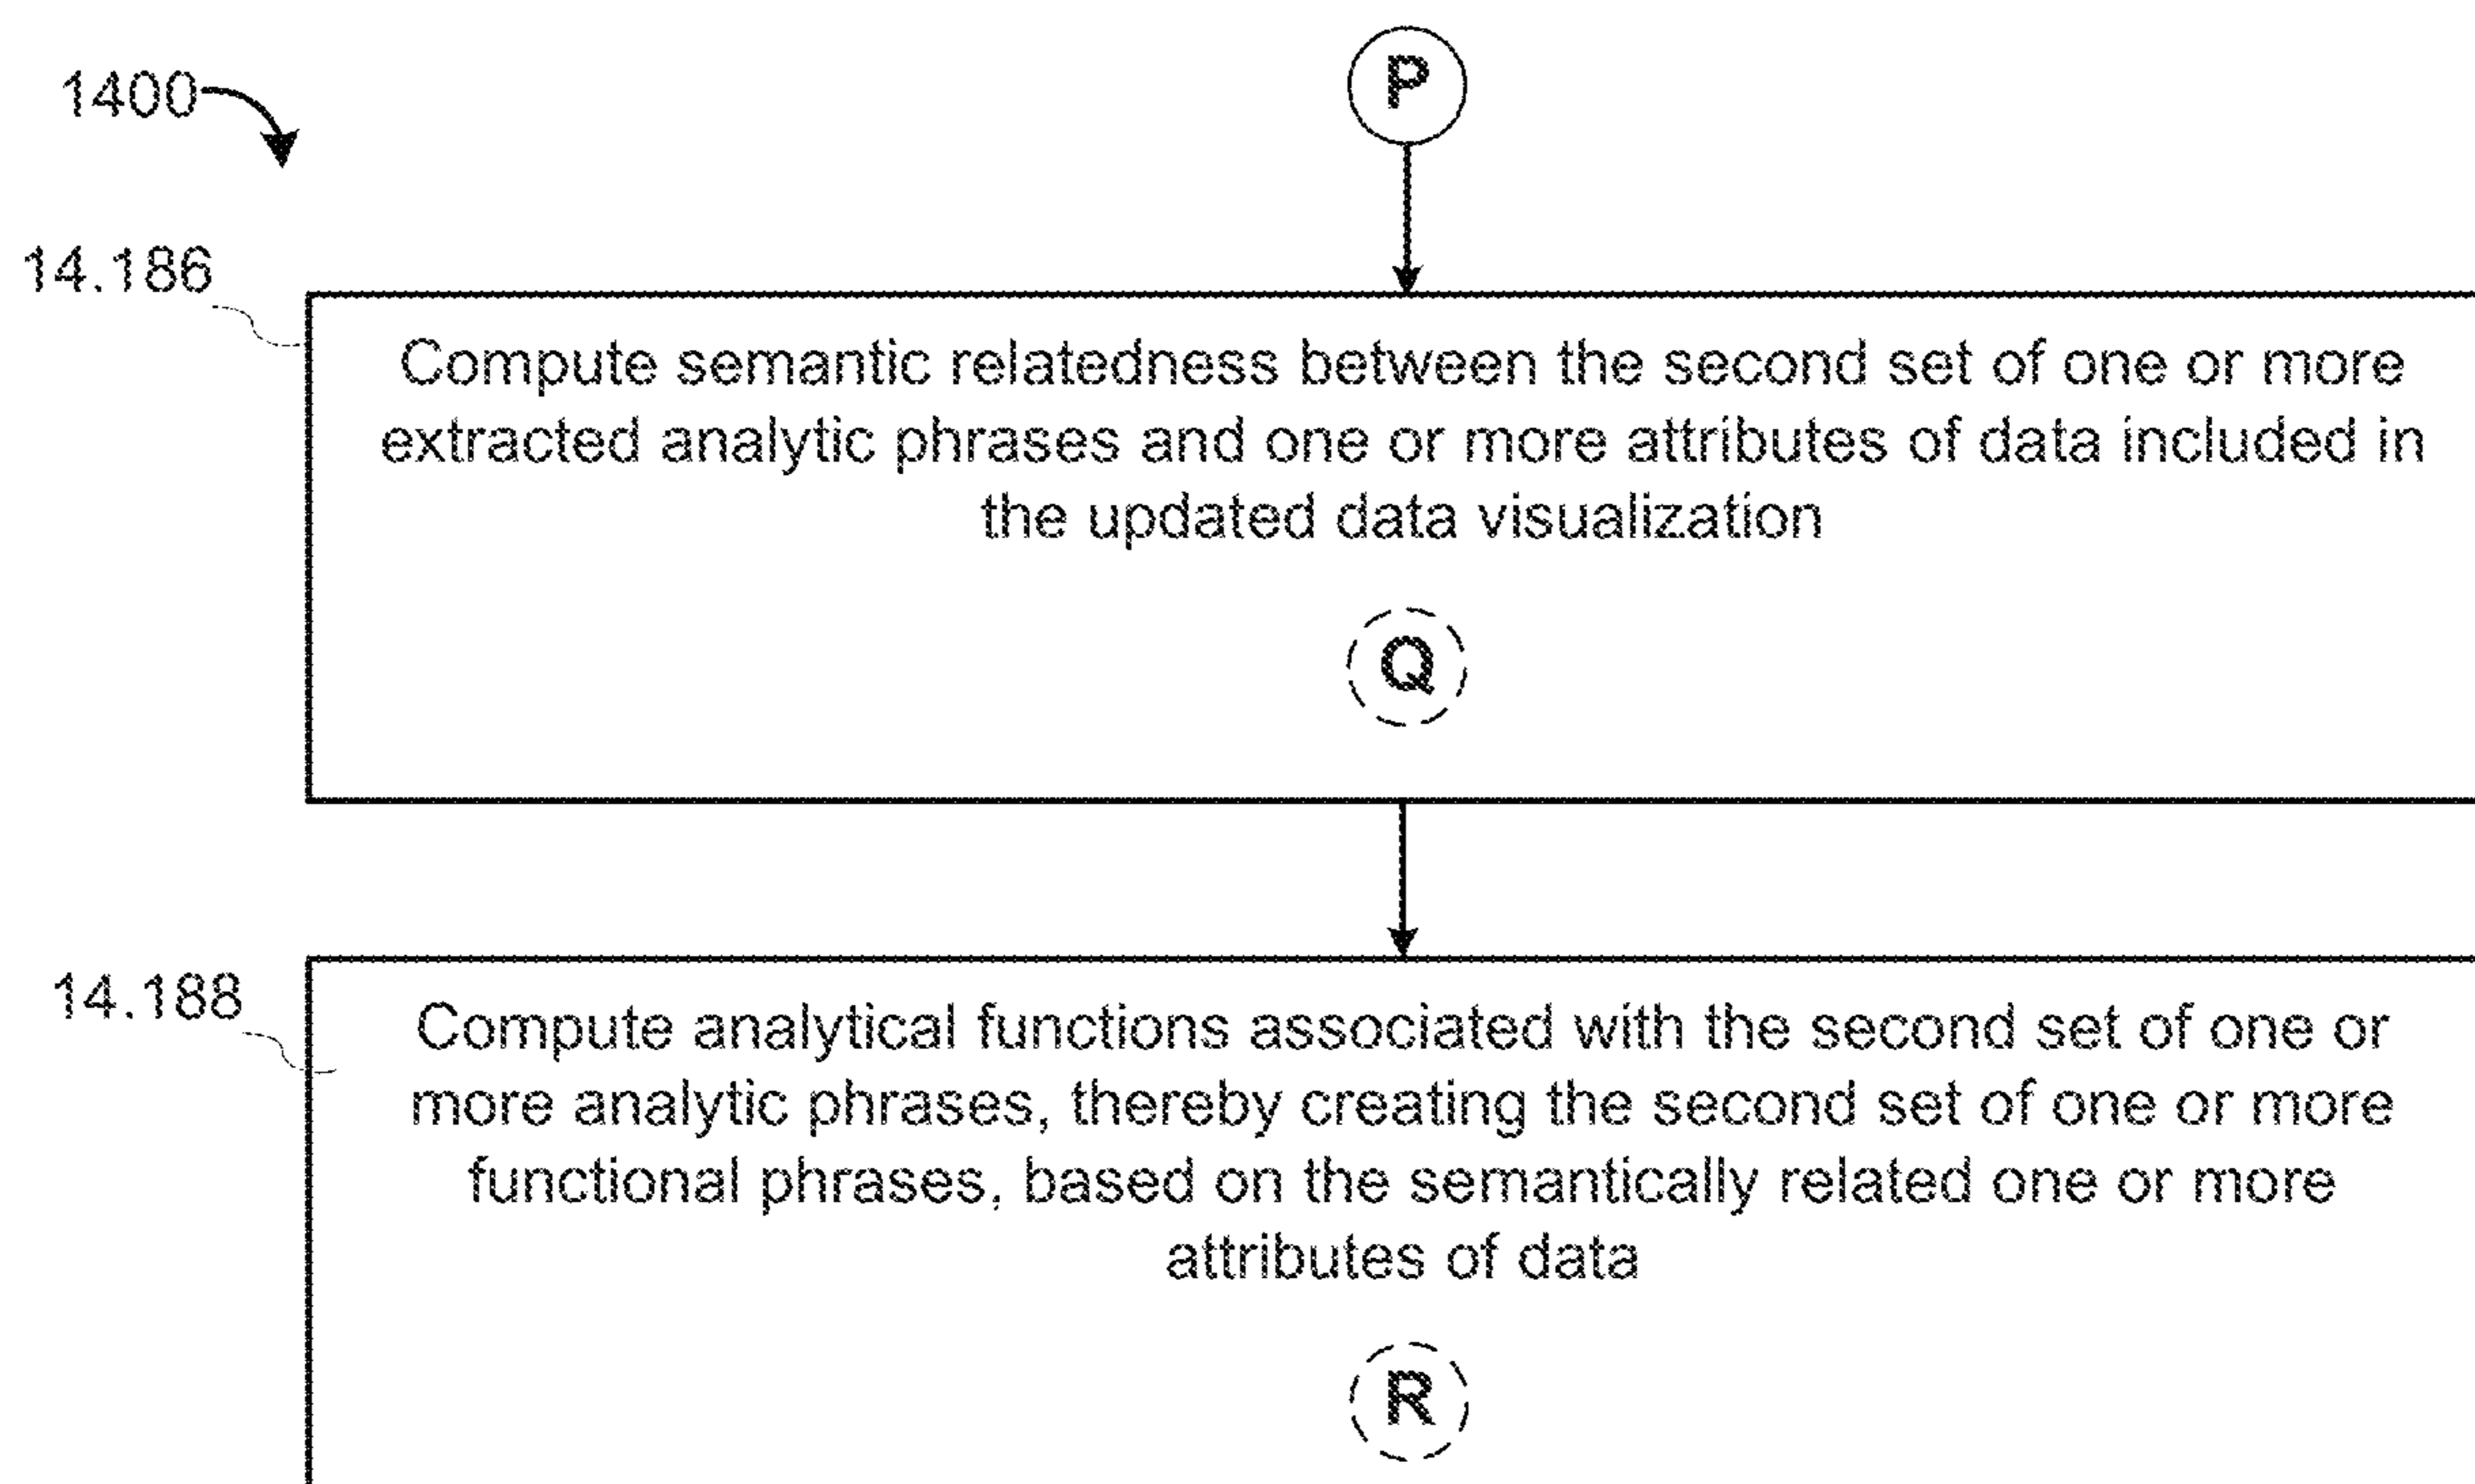 1400
P
14.186
Compute semantic relatedness between the second set of one or more
extracted analytic phrases and one or more attributes of data included in
the updated data visualization
Q
14.188
Compute analytical functions associated with the second set of one or
more analytic phrases, thereby creating the second set of one or more
functional phrases, based on the semantically related one or more
attributes of data
R